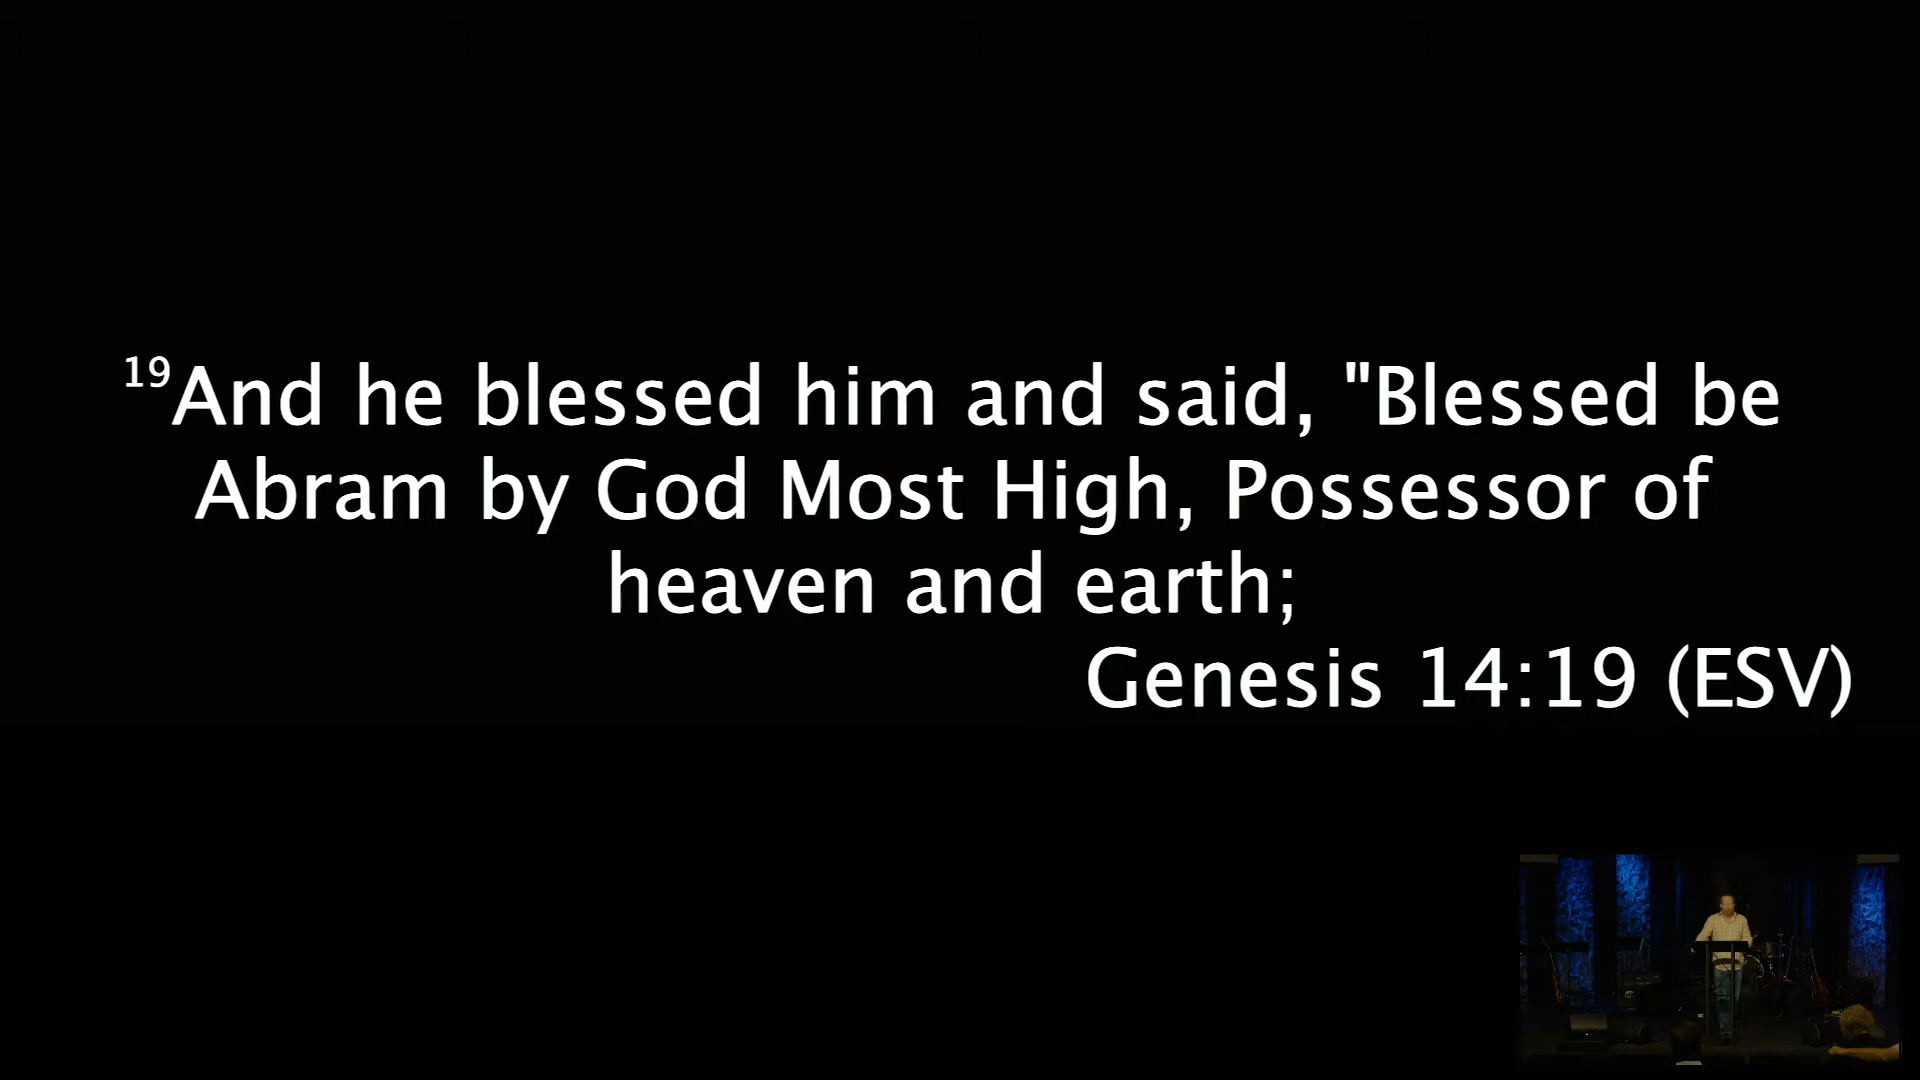 19And he blessed him and said, "Blessed be
Abram by God Most High, Possessor of
heaven and earth;
Genesis 14:19 (ESV)